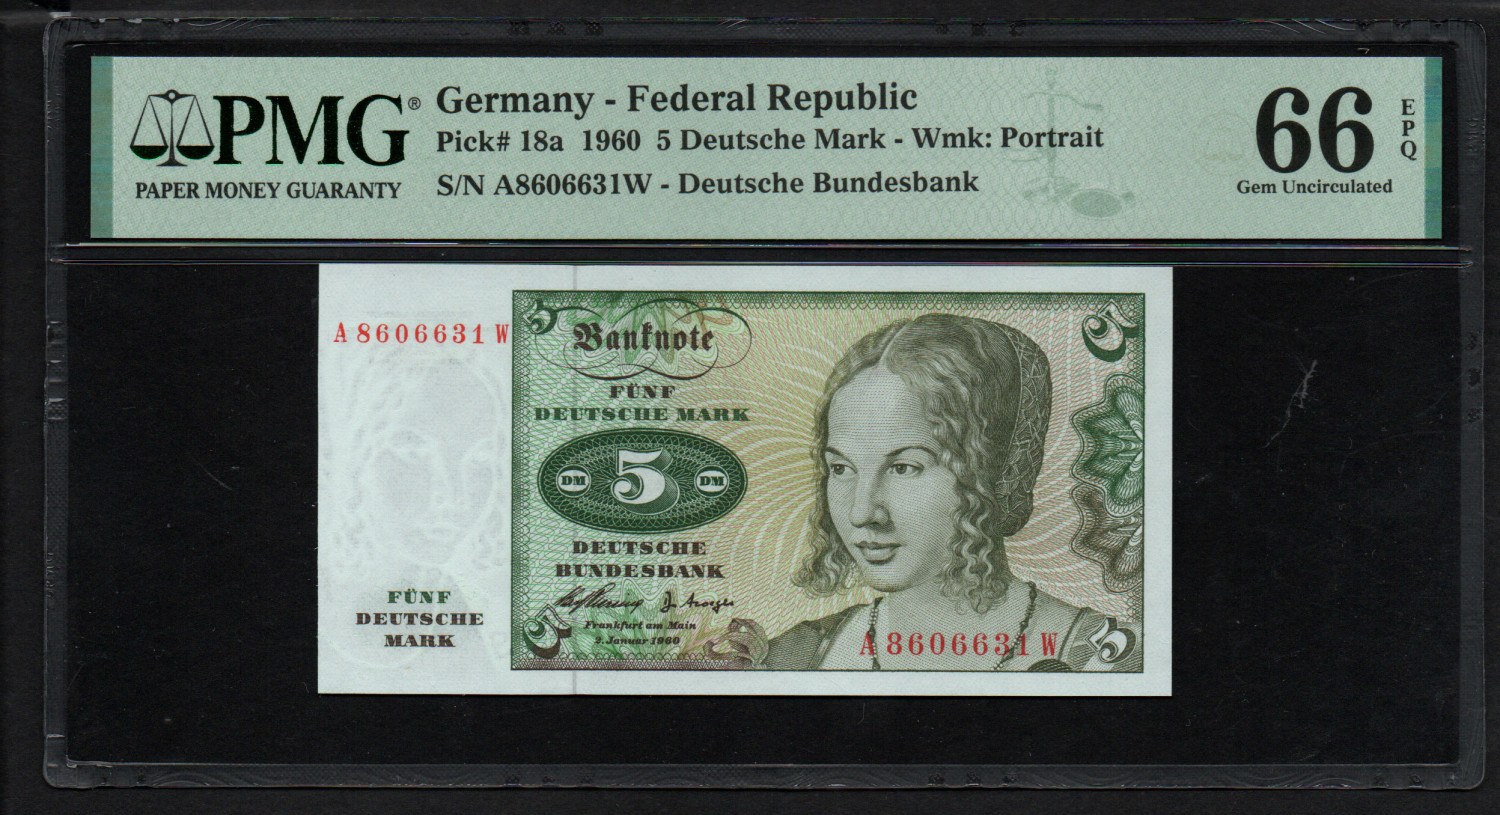 PMG®
PAPER MONEY GUARANTY
Germany - Federal Republic
Pick# 18a 1960 5 Deutsche Mark - Wmk: Portrait
S/N A8606631W - Deutsche Bundesbank
66 EPQ
Gem Uncirculated
A8606631W
5
Banknote
5
FÜNF
DEUTSCHE MARK
DM 5 DM
DEUTSCHE
BUNDESBANK
Frankfurt am Main
2. Januar 1960
FÜNF
DEUTSCHE
MARK
5
A8606631W
5